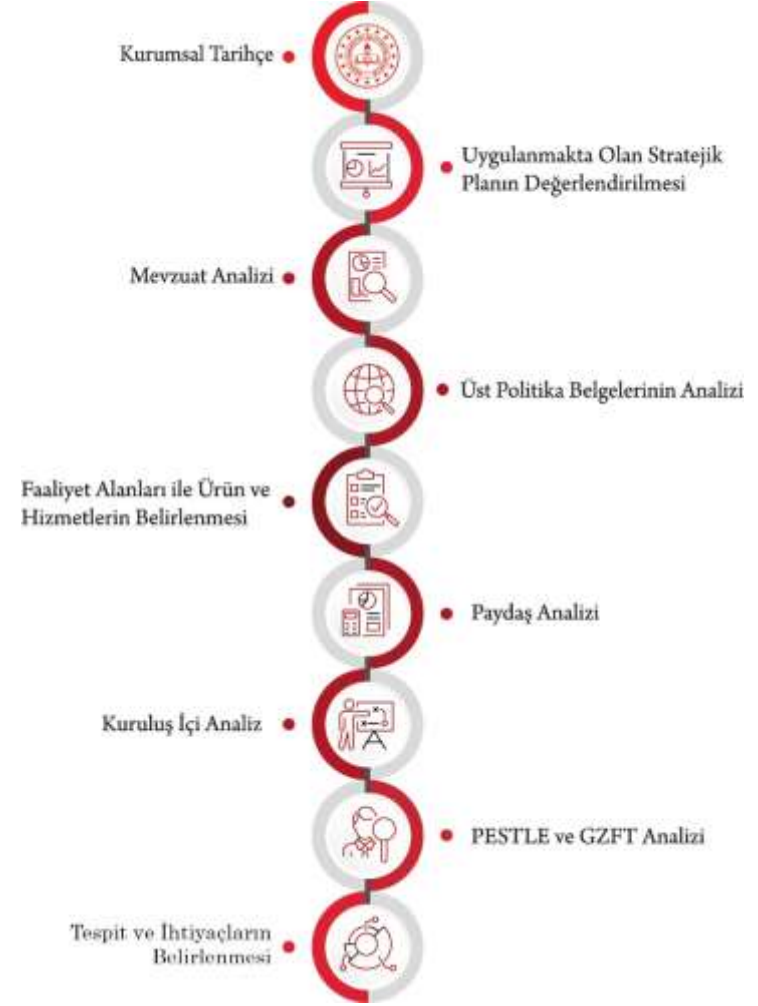 Kurumsal Tarihçe
Uygulanmakta Olan Stratejik
Planın Değerlendirilmesi
Mevzuat Analizi
Üst Politika Belgelerinin Analizi
Faaliyet Alanları ile Ürün ve
Hizmetlerin Belirlenmesi
Paydaş Analizi
Kuruluş İçi Analiz
PESTLE ve GZFT Analizi
Tespit ve İhtiyaçların
Belirlenmesi